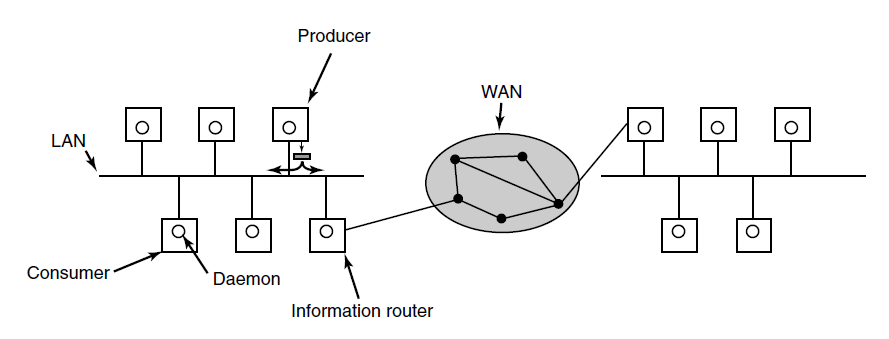 Producer
WAN
LAN
Consumer
Daemon
Information router